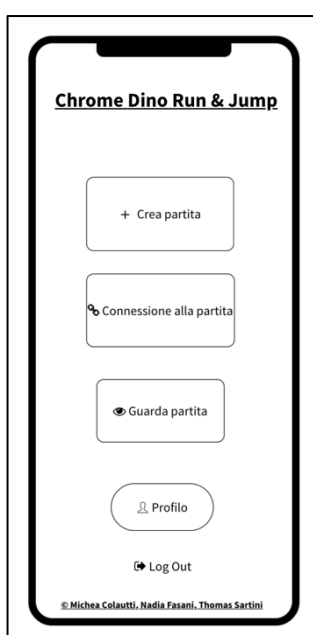 Chrome Dino Run & Jump
+ Crea partita
Connessione alla partita
Guarda partita
Profilo
Log Out
© Michea Colautti, Nadia Fasani, Thomas Sartini